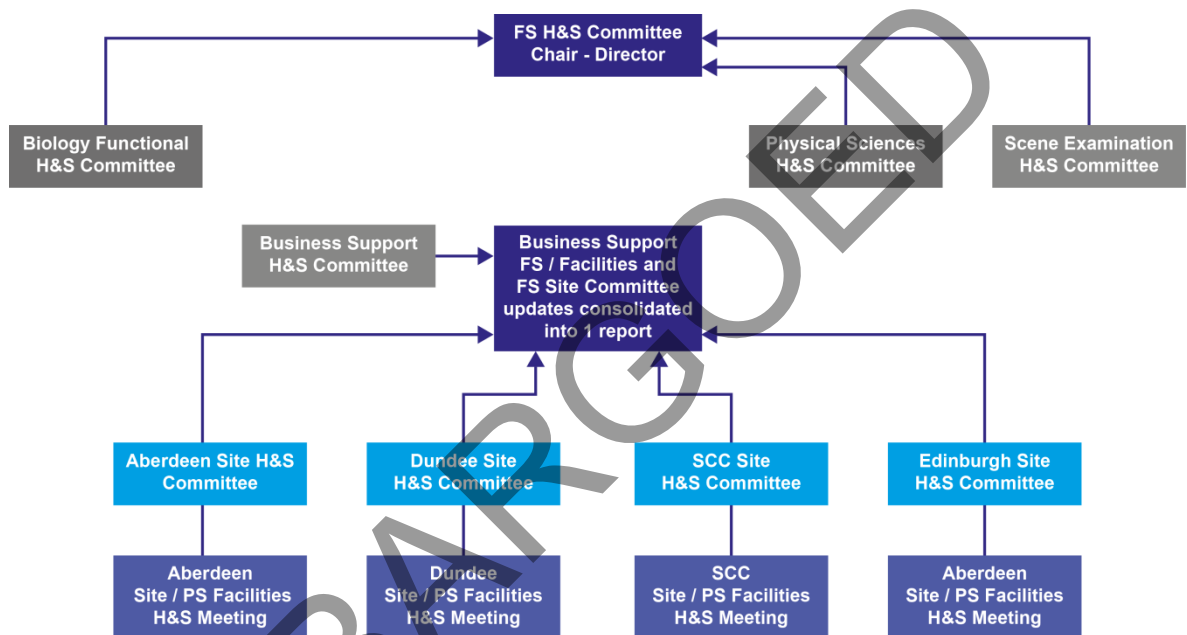 FS H&S Committee
Chair - Director
Biology Functional
H&S Committee
Physical Sciences
H&S Committee
Scene Examination
H&S Committee
Business Support
H&S Committee
Business Support
FS / Facilities and
FS Site Committee
updates consolidated
into 1 report
Aberdeen Site H&S
Committee
Dundee Site
H&S Committee
SCC Site
H&S Committee
Edinburgh Site
H&S Committee
Aberdeen
Site / PS Facilities
H&S Meeting
Dundee
Site / PS Facilities
H&S Meeting
SCC
Site / PS Facilities
H&S Meeting
Aberdeen
Site / PS Facilities
H&S Meeting
ARGOED